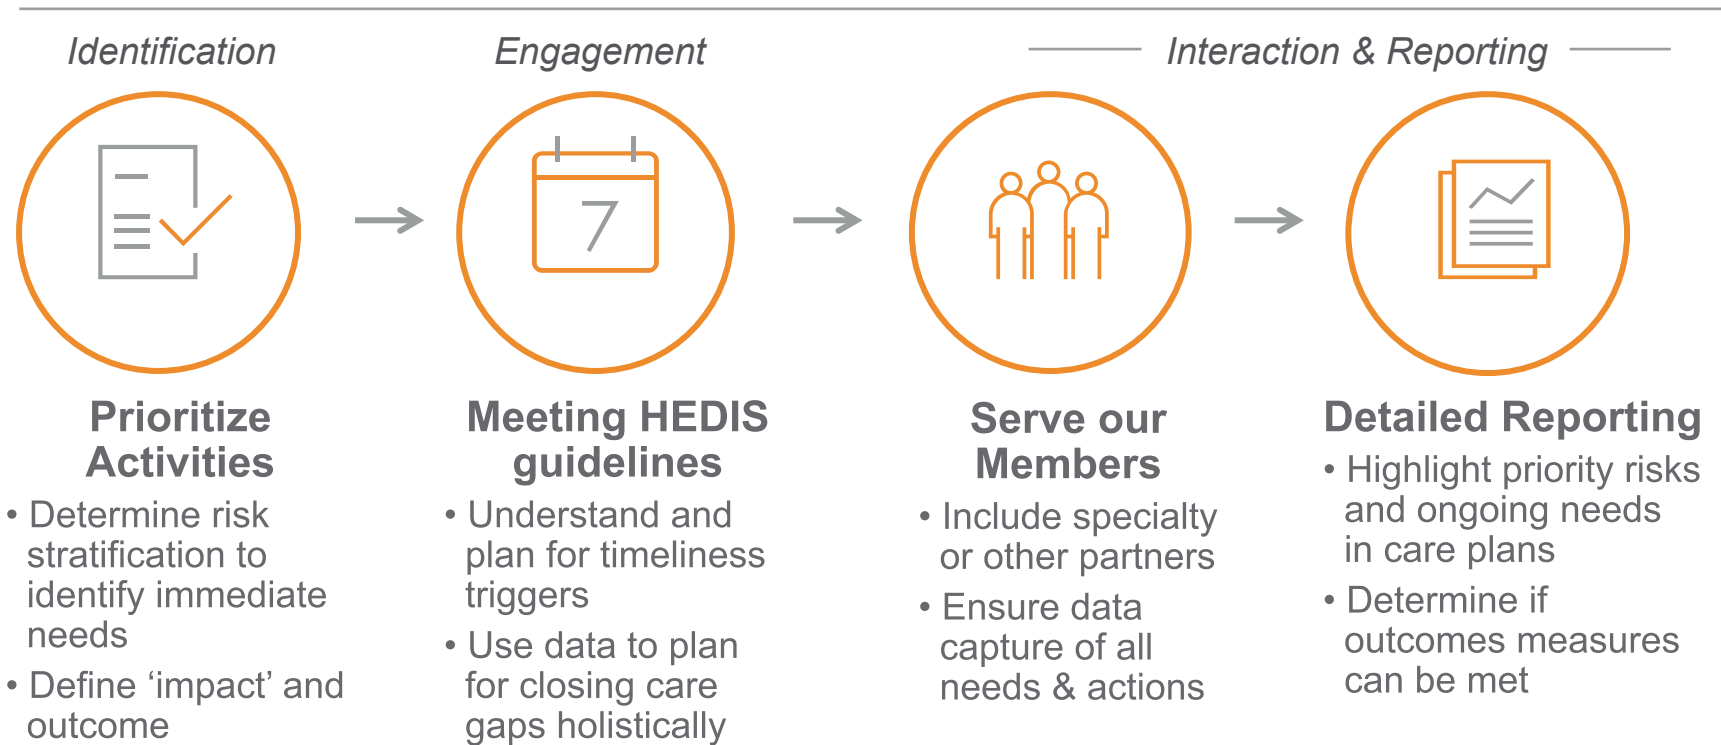 Identification
Engagement
Interaction & Reporting
7
Prioritize
Activities
• Determine risk
stratification to
identify immediate
needs
• Define ‘impact’ and
outcome
Meeting HEDIS
guidelines
• Understand and
plan for timeliness
triggers
• Use data to plan
for closing care
gaps holistically
Serve our
Members
• Include specialty
or other partners
• Ensure data
capture of all
needs & actions
Detailed Reporting
• Highlight priority risks
and ongoing needs
in care plans
• Determine if
outcomes measures
can be met